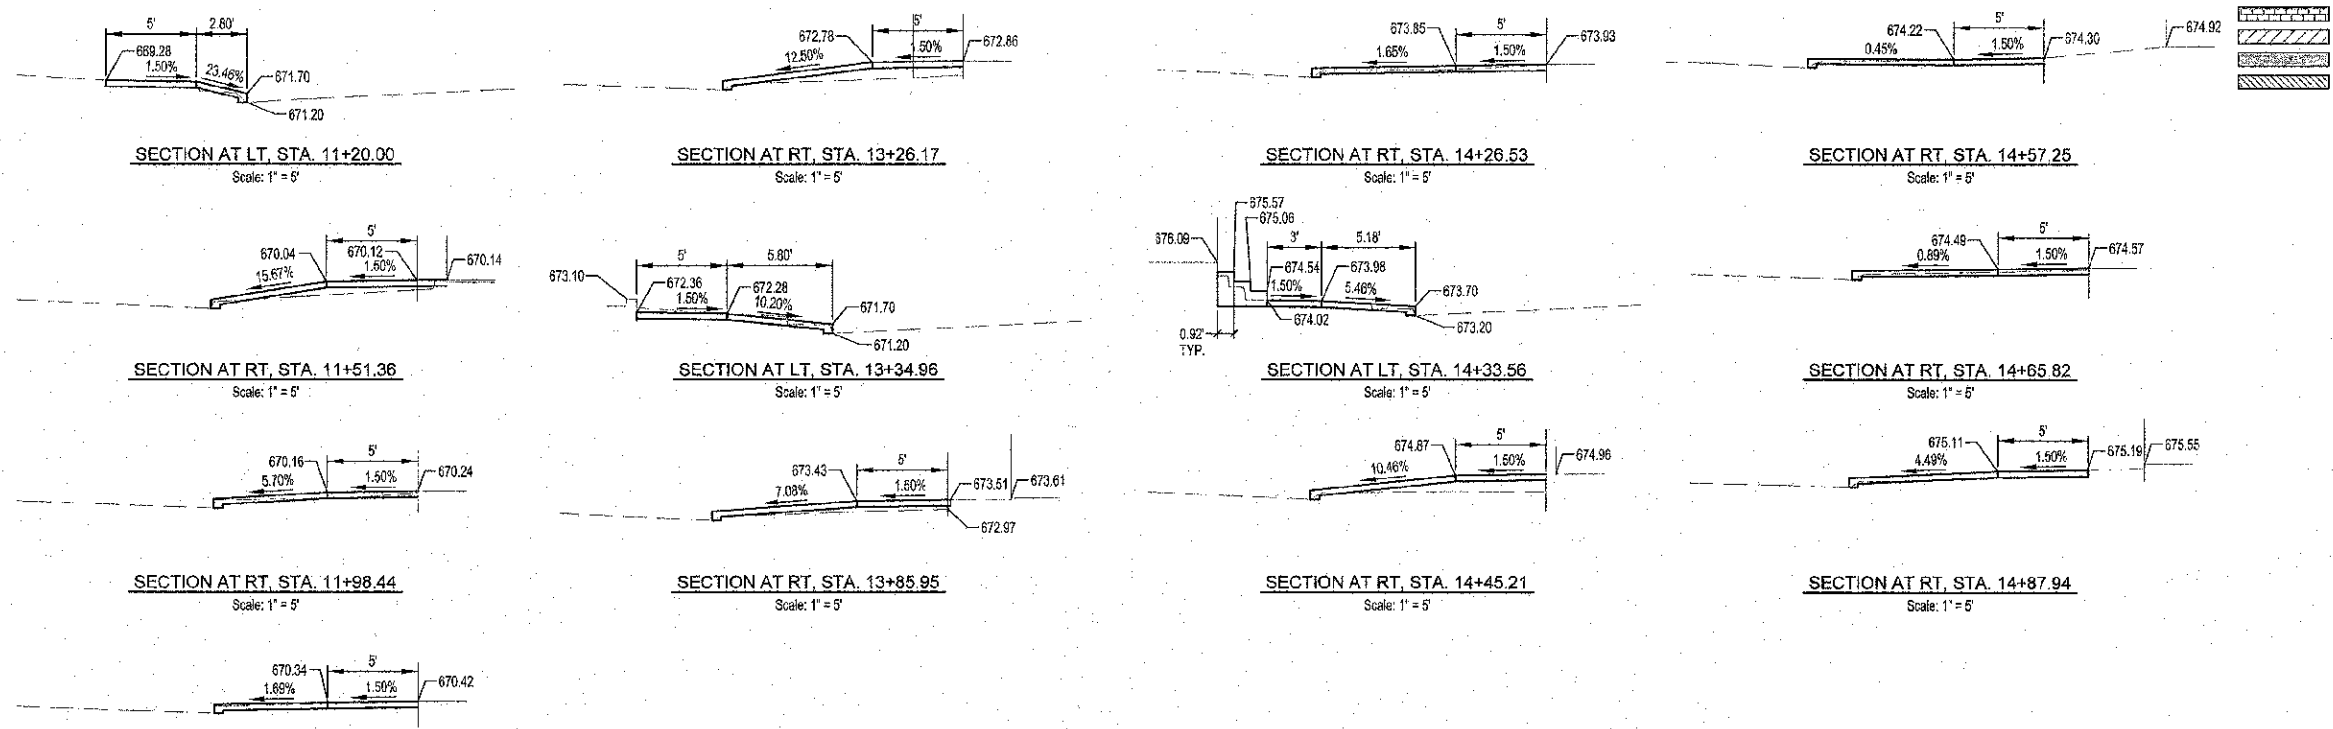 5' 2.80'
669.28
1.50% 23.46%
671.70
671.20
SECTION AT LT, STA. 11+20.00
Scale: 1" = 5'
5'
672.78 672.86
12.50% 1.50%
SECTION AT RT, STA. 13+26.17
Scale: 1" = 5'
5'
673.85 673.93
1.65% 1.50%
SECTION AT RT, STA. 14+26.53
Scale: 1" = 5'
5'
674.22 674.30 674.92
0.45% 1.50%
SECTION AT RT, STA. 14+57.25
Scale: 1" = 5'
5'
670.04 670.12 670.14
15.67% 1.50%
SECTION AT RT, STA. 11+51.36
Scale: 1" = 5'
5' 5.80'
673.10 672.36 672.28
1.50% 10.20%
671.70
671.20
SECTION AT LT, STA. 13+34.96
Scale: 1" = 5'
675.57
675.06
676.09 3' 5.18'
674.54 673.98
1.50% 5.46% 673.70
674.02 673.20
0.92'
TYP.
SECTION AT LT, STA. 14+33.56
Scale: 1" = 5'
5'
674.49 674.57
0.89% 1.50%
SECTION AT RT, STA. 14+65.82
Scale: 1" = 5'
5'
670.16 670.24
5.70% 1.50%
SECTION AT RT, STA. 11+98.44
Scale: 1" = 5'
5'
673.43 673.51 673.61
7.08% 1.50%
672.97
SECTION AT RT, STA. 13+85.95
Scale: 1" = 5'
5'
674.87 674.96
10.46% 1.50%
SECTION AT RT, STA. 14+45.21
Scale: 1" = 5'
5'
675.11 675.19 675.55
4.49% 1.50%
SECTION AT RT, STA. 14+87.94
Scale: 1" = 5'
5'
670.34 670.42
1.69% 1.50%